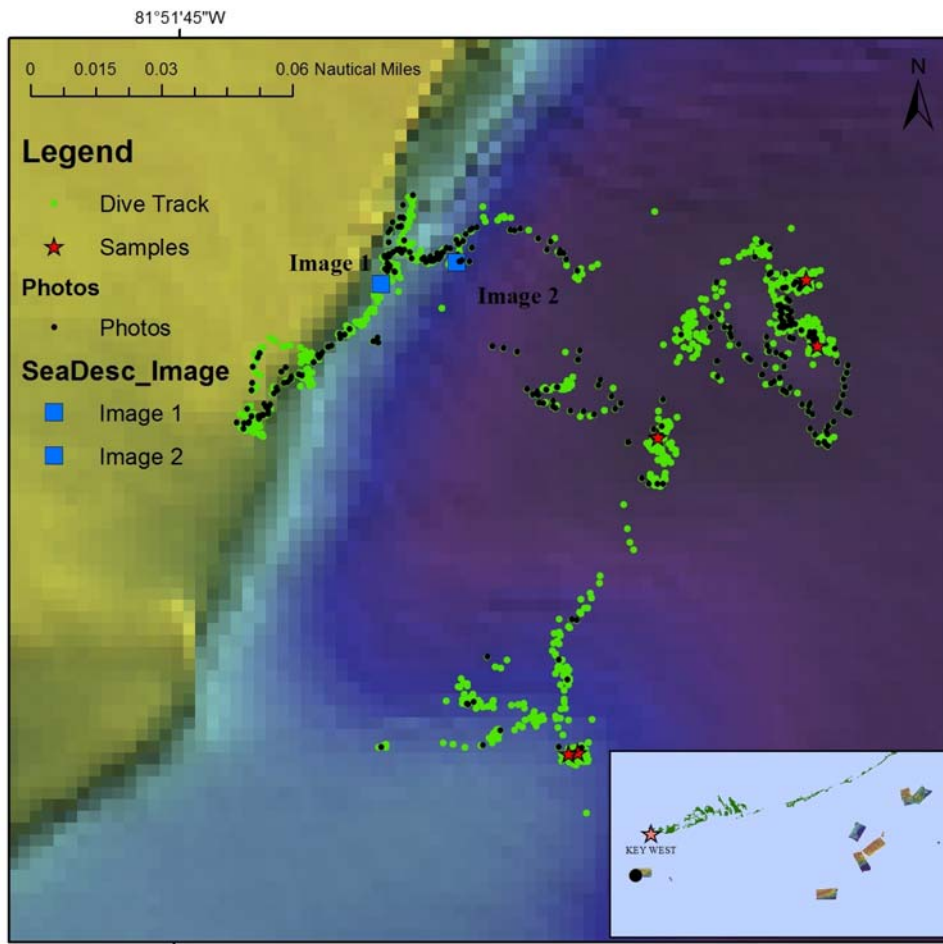 81°51'45"W
0 0.015 0.03 0.06 Nautical Miles
N
Legend
Dive Track
Samples
Photos
Photos
SeaDesc_Image
Image 1
Image 2
Image 1
Image 2
KEY WEST